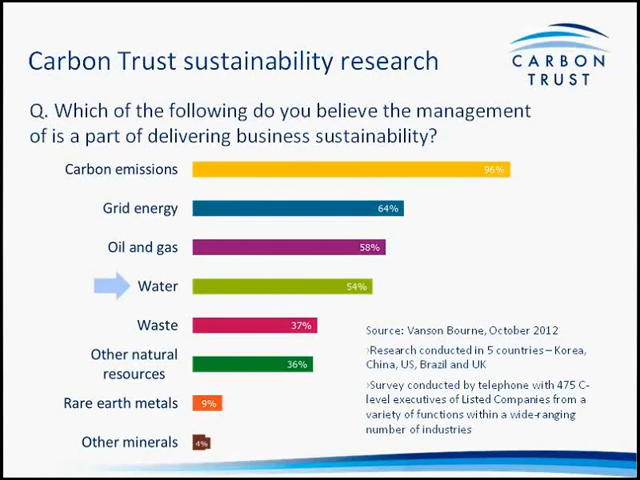 Carbon Trust sustainability research
CARBON
TRUST
Q. Which of the following do you believe the management
of is a part of delivering business sustainability?
Carbon emissions 96%
Grid energy 64%
Oil and gas 58%
Water 54%
Waste 37%
Other natural
resources 36%
Rare earth metals 9%
Other minerals 4%
Source: Vanson Bourne, October 2012
›Research conducted in 5 countries – Korea,
China, US, Brazil and UK
›Survey conducted by telephone with 475 C-
level executives of Listed Companies from a
variety of functions within a wide-ranging
number of industries